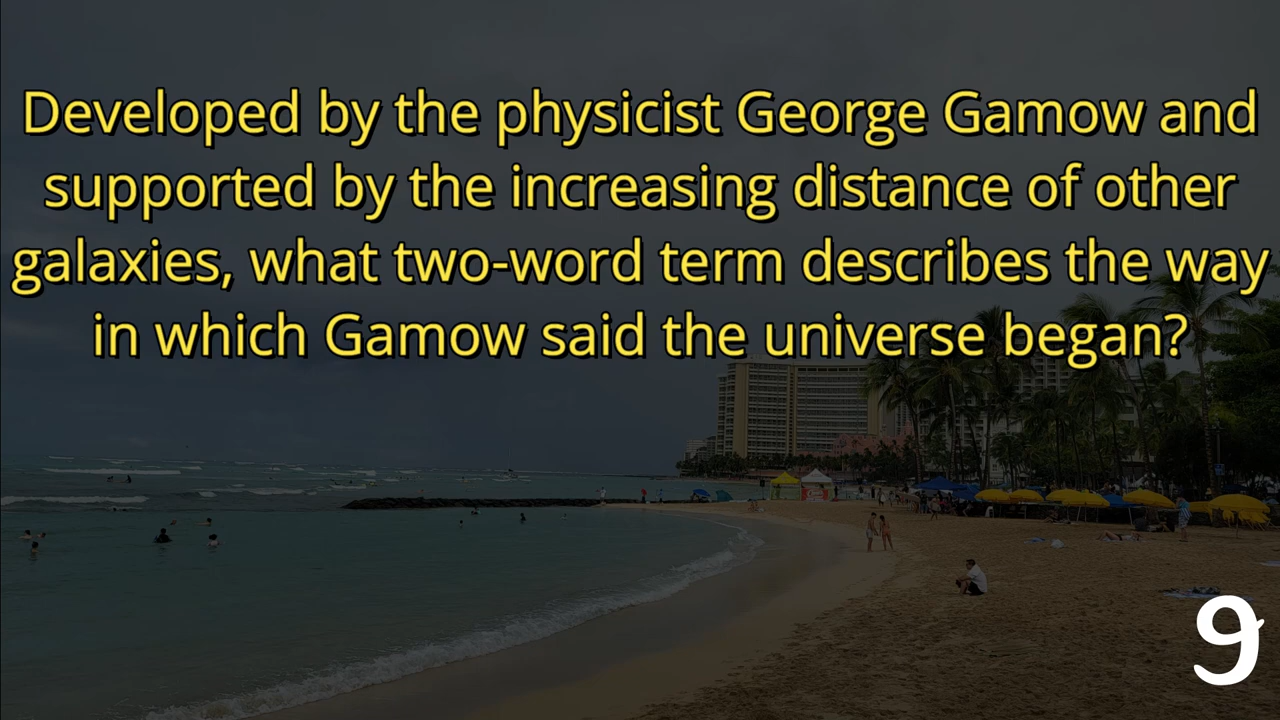 Developed by the physicist George Gamow and
supported by the increasing distance of other
galaxies, what two-word term describes the way
in which Gamow said the universe began?
9